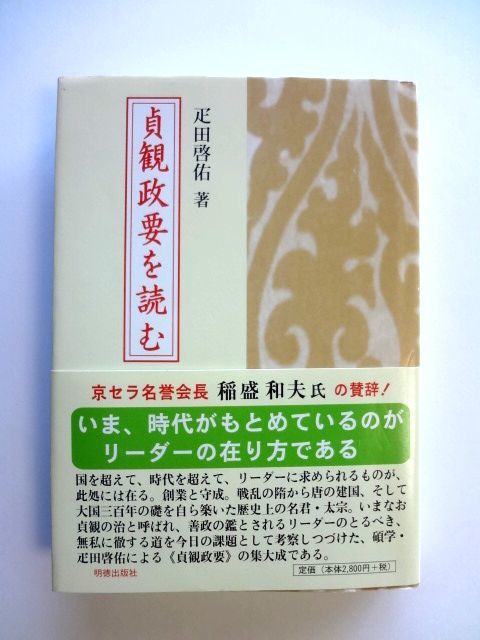 疋田啓佑 著
貞観政要を読む
京セラ名誉会長 稲盛 和夫 氏 の賛辞!
いま、時代がもとめているのが
リーダーの在り方である
国を超えて、時代を超えて、リーダーに求められるものが、
此処には在る。創業と守成。戦乱の隋から唐の建国、そして
大国三百年の礎を自ら築いた歴史上の名君・太宗。いまなお
貞観の治と呼ばれ、善政の鑑とされるリーダーのとるべき、
無私に徹する道を今日の課題として考察しつづけた、碩学・
疋田啓佑による《貞観政要》の集大成である。
明徳出版社
定価(本体2,800円+税)